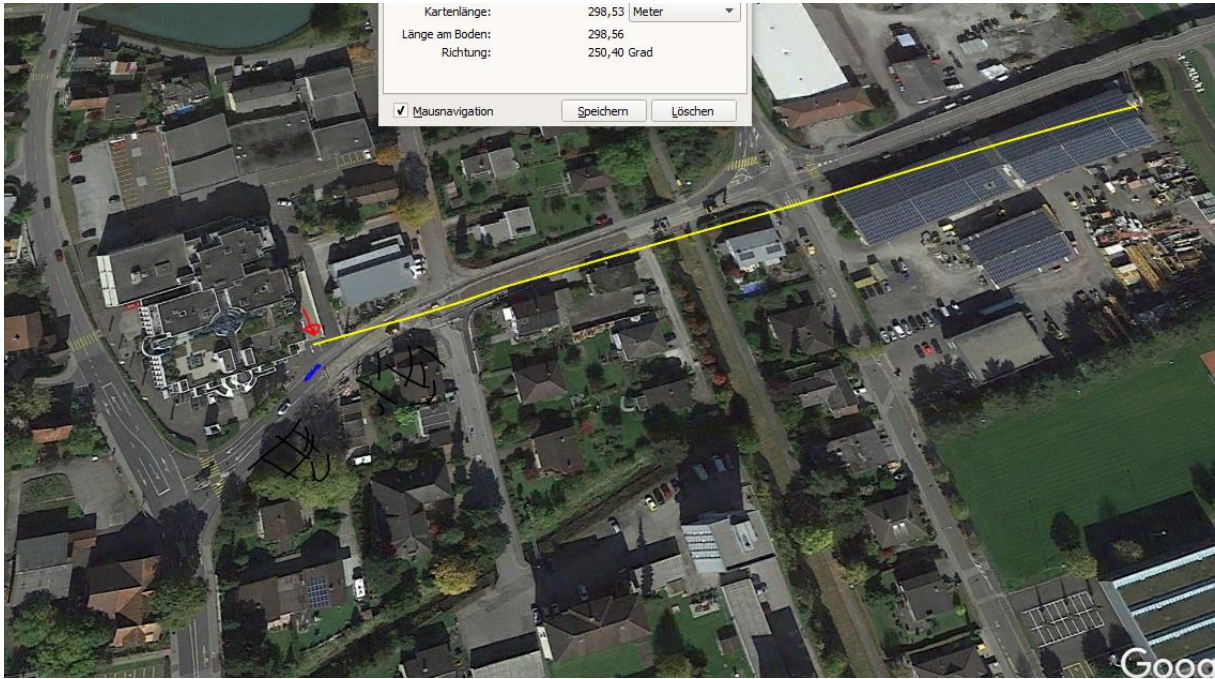 Kartenlänge: 298,53 Meter
Länge am Boden: 298,56
Richtung: 250,40 Grad
Mausnavigation Speichern Löschen
Goog